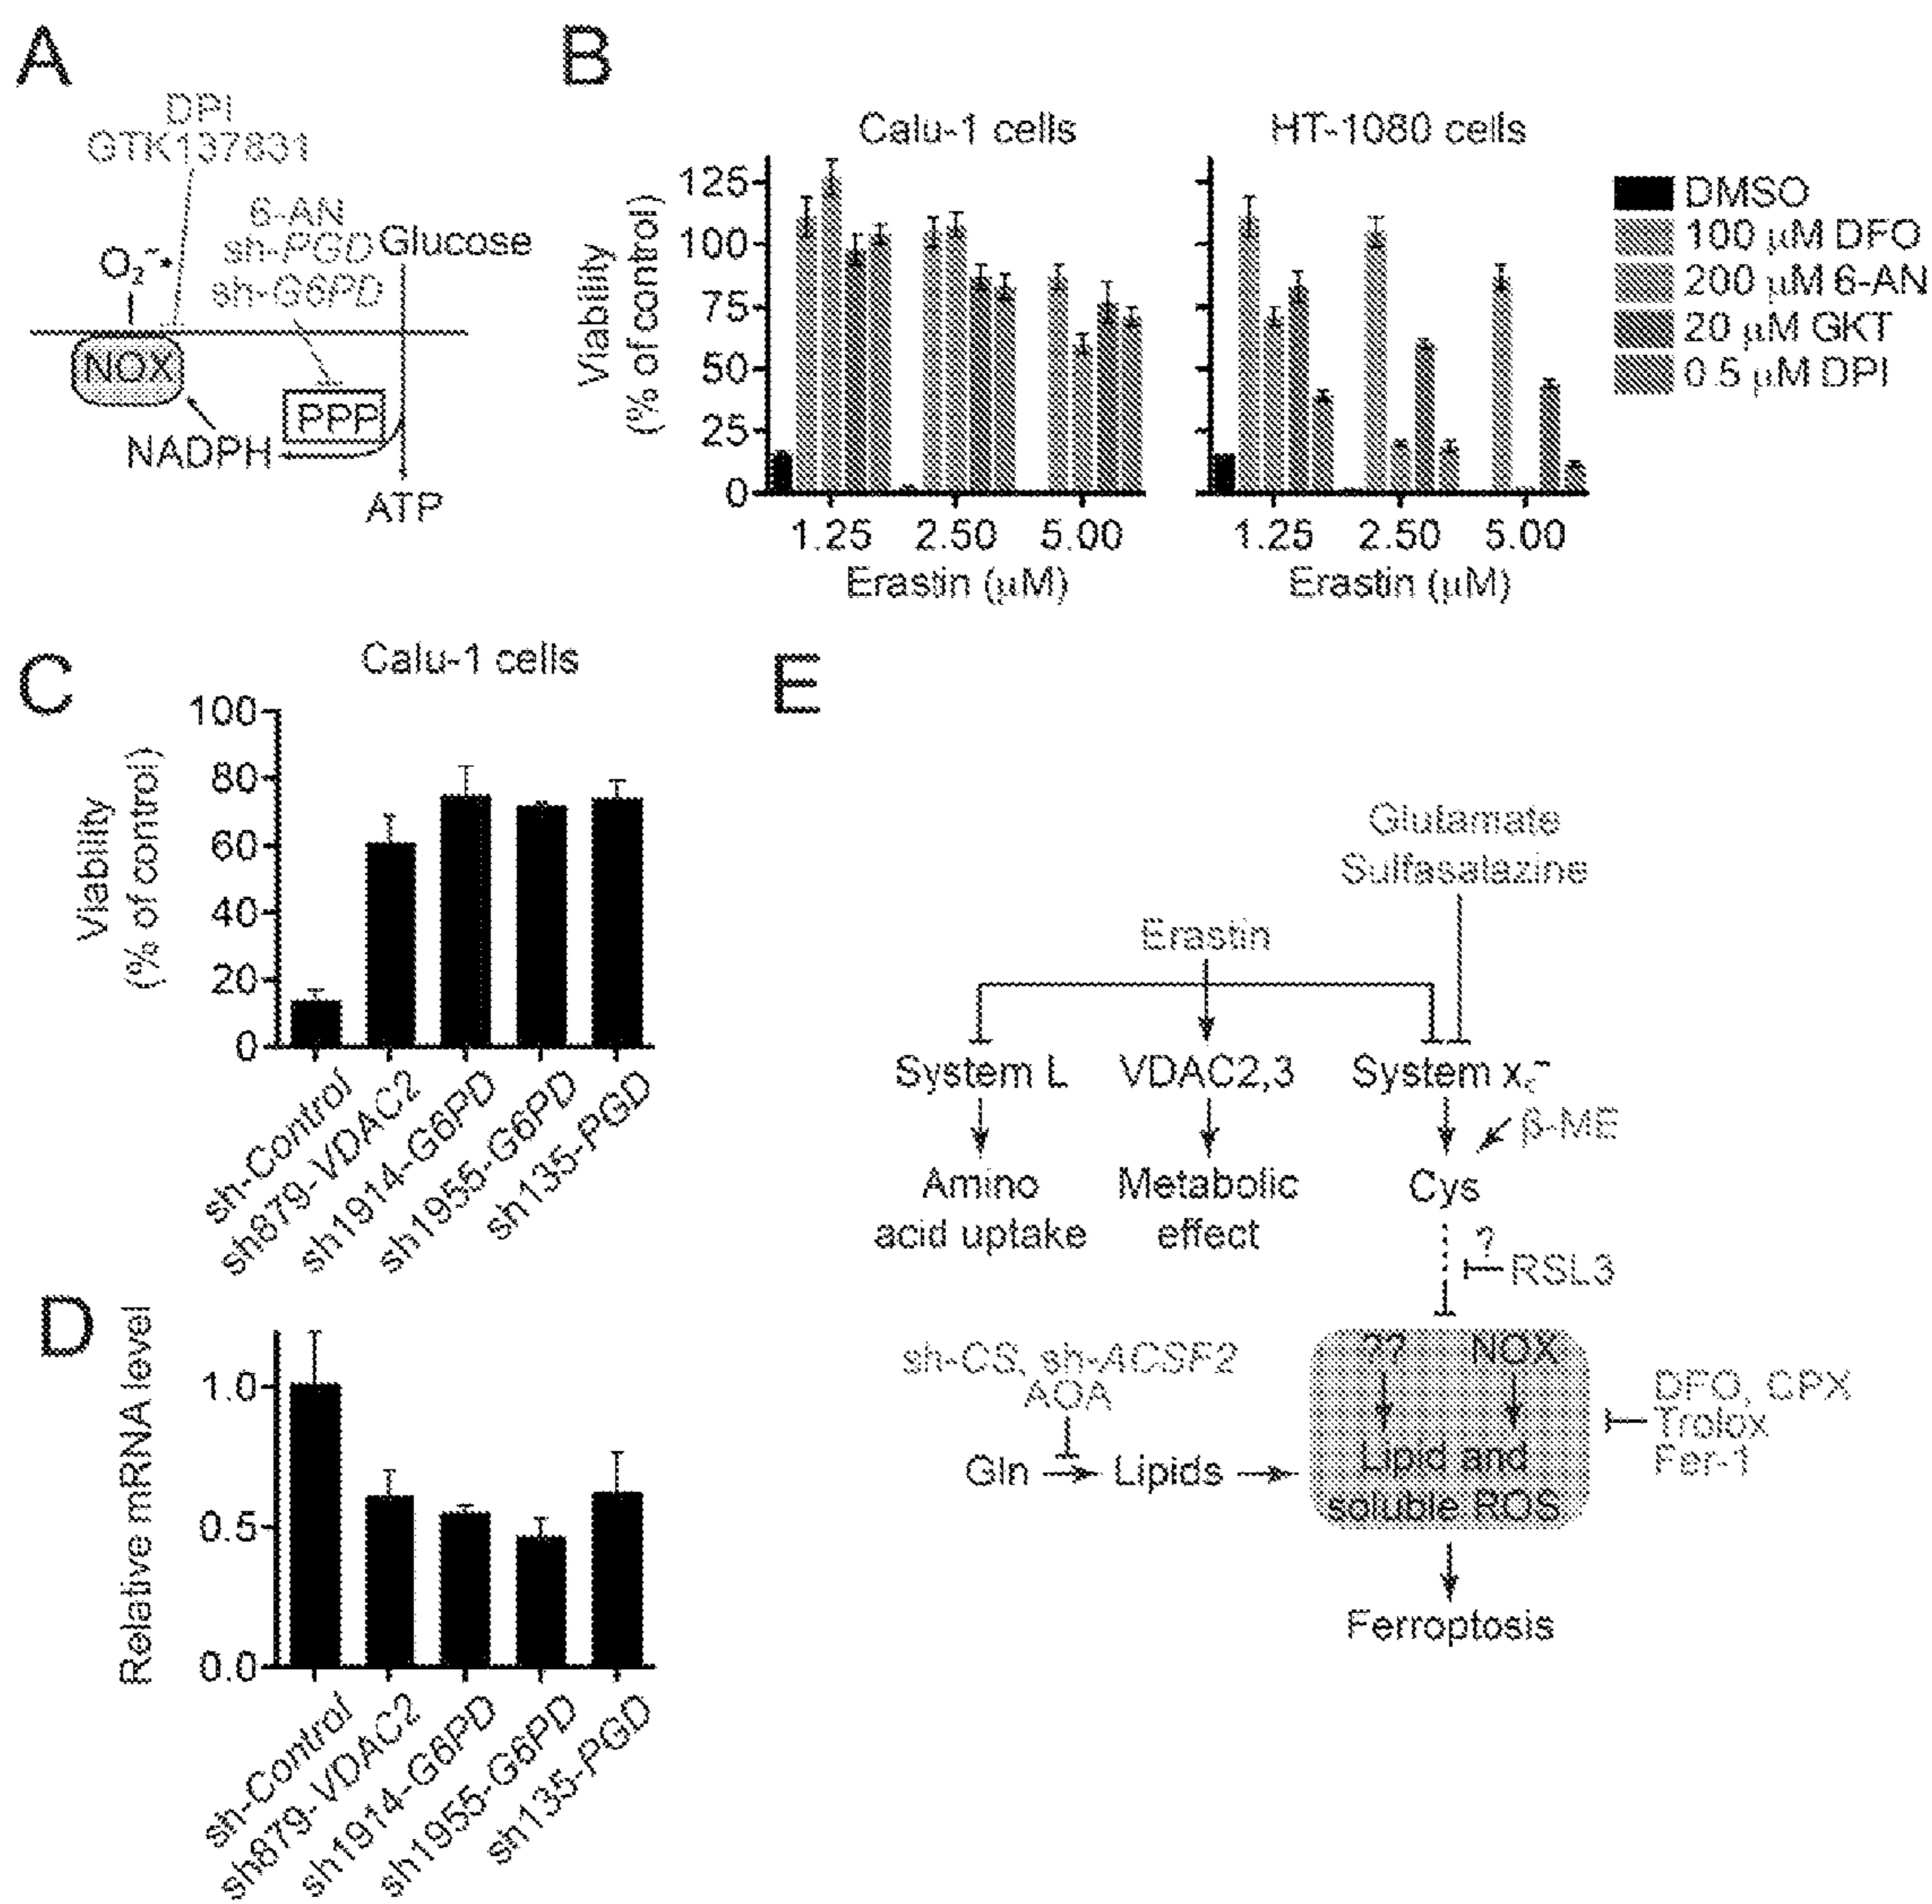 A
DPI
GTK137831
6-AN
sh-PGD
sh-G6PD
Glucose
O₂⁻•
NOX
PPP
NADPH
ATP
B
Calu-1 cells
HT-1080 cells
Viability
(% of control)
125
100
75
50
25
0
1.25 2.50 5.00
Erastin (μM)
1.25 2.50 5.00
Erastin (μM)
DMSO
100 μM DFO
200 μM 6-AN
20 μM GKT
0.5 μM DPI
C
Calu-1 cells
Viability
(% of control)
100
80
60
40
20
0
sh-Control
sh879-VDAC2
sh1914-G6PD
sh1955-G6PD
sh135-PGD
D
Relative mRNA level
1.0
0.5
0.0
sh-Control
sh879-VDAC2
sh1914-G6PD
sh1955-G6PD
sh135-PGD
E
Glutamate
Sulfasalazine
Erastin
System L
VDAC2,3
System x꜀⁻
β-ME
Amino
acid uptake
Metabolic
effect
Cys
?
RSL3
sh-CS, sh-ACSF2
AOA
Gln
Lipids
??
NOX
Lipid and
soluble ROS
DFO, CPX
Trolox
Fer-1
Ferroptosis